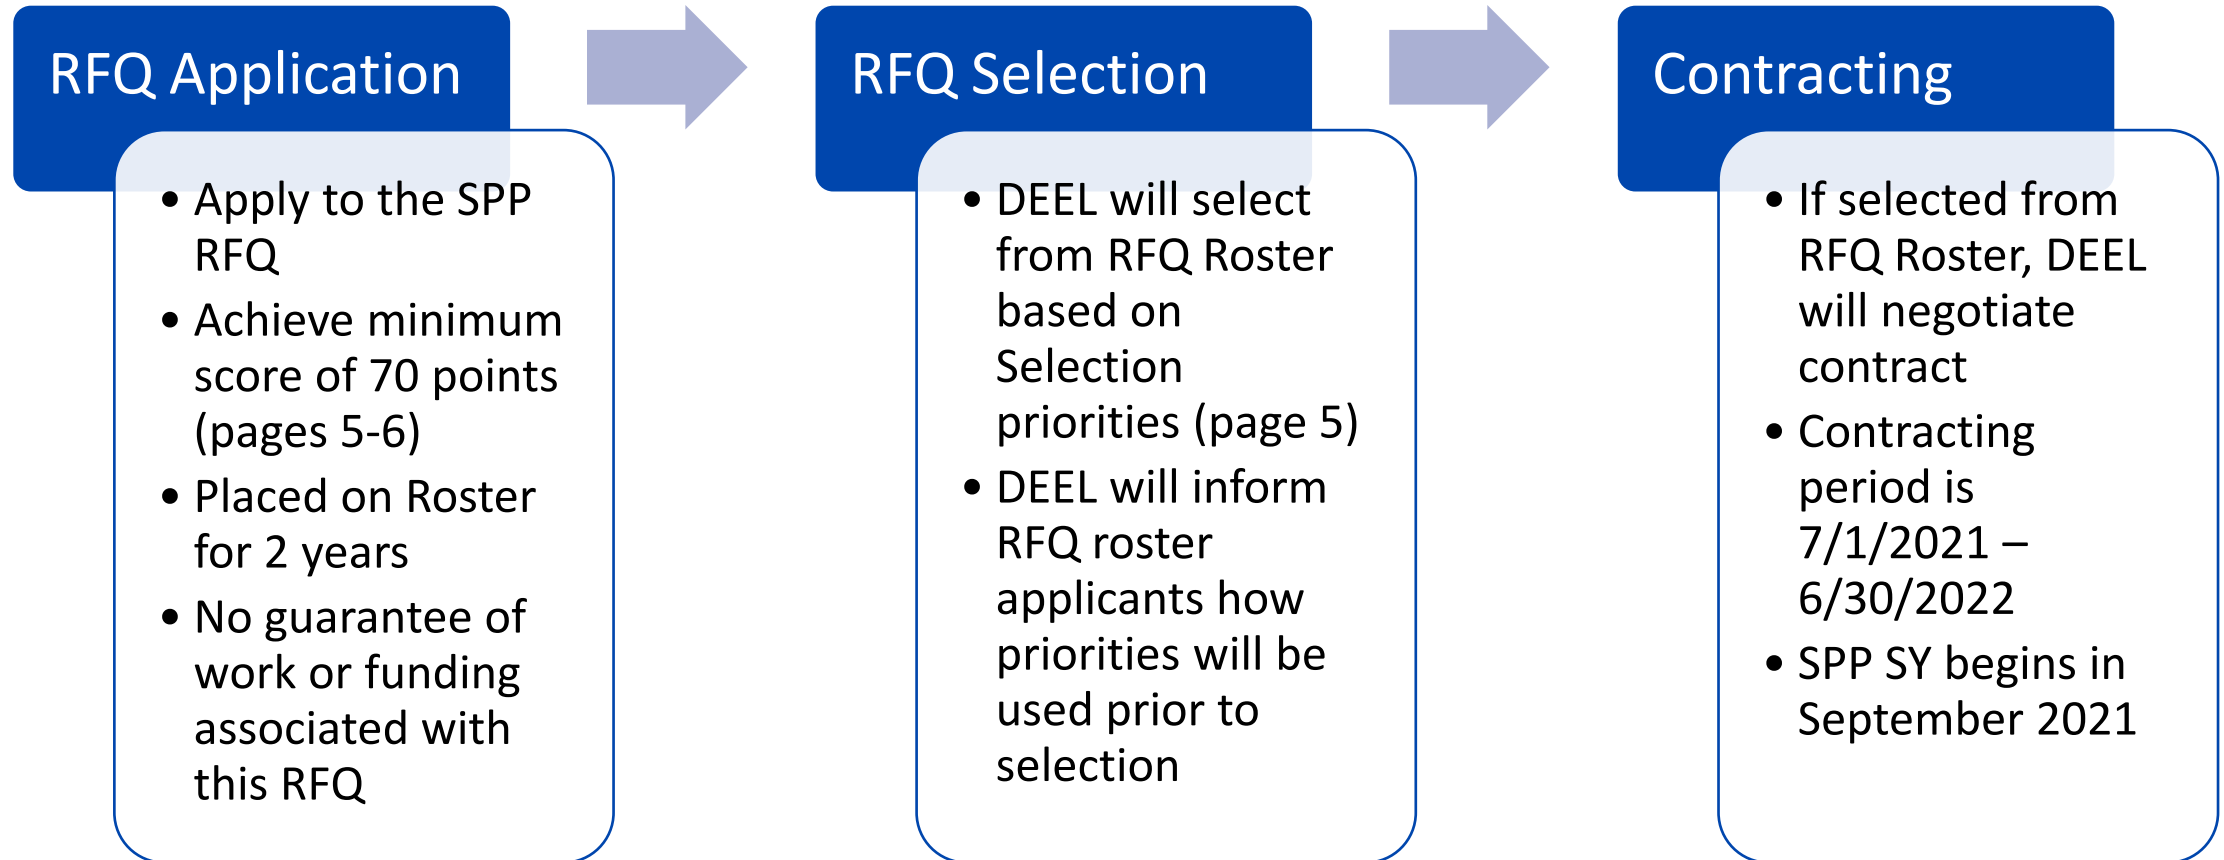 RFQ Application
• Apply to the SPP
RFQ
• Achieve minimum
score of 70 points
(pages 5-6)
• Placed on Roster
for 2 years
• No guarantee of
work or funding
associated with
this RFQ
RFQ Selection
• DEEL will select
from RFQ Roster
based on
Selection
priorities (page 5)
• DEEL will inform
RFQ roster
applicants how
priorities will be
used prior to
selection
Contracting
• If selected from
RFQ Roster, DEEL
will negotiate
contract
• Contracting
period is
7/1/2021 –
6/30/2022
• SPP SY begins in
September 2021